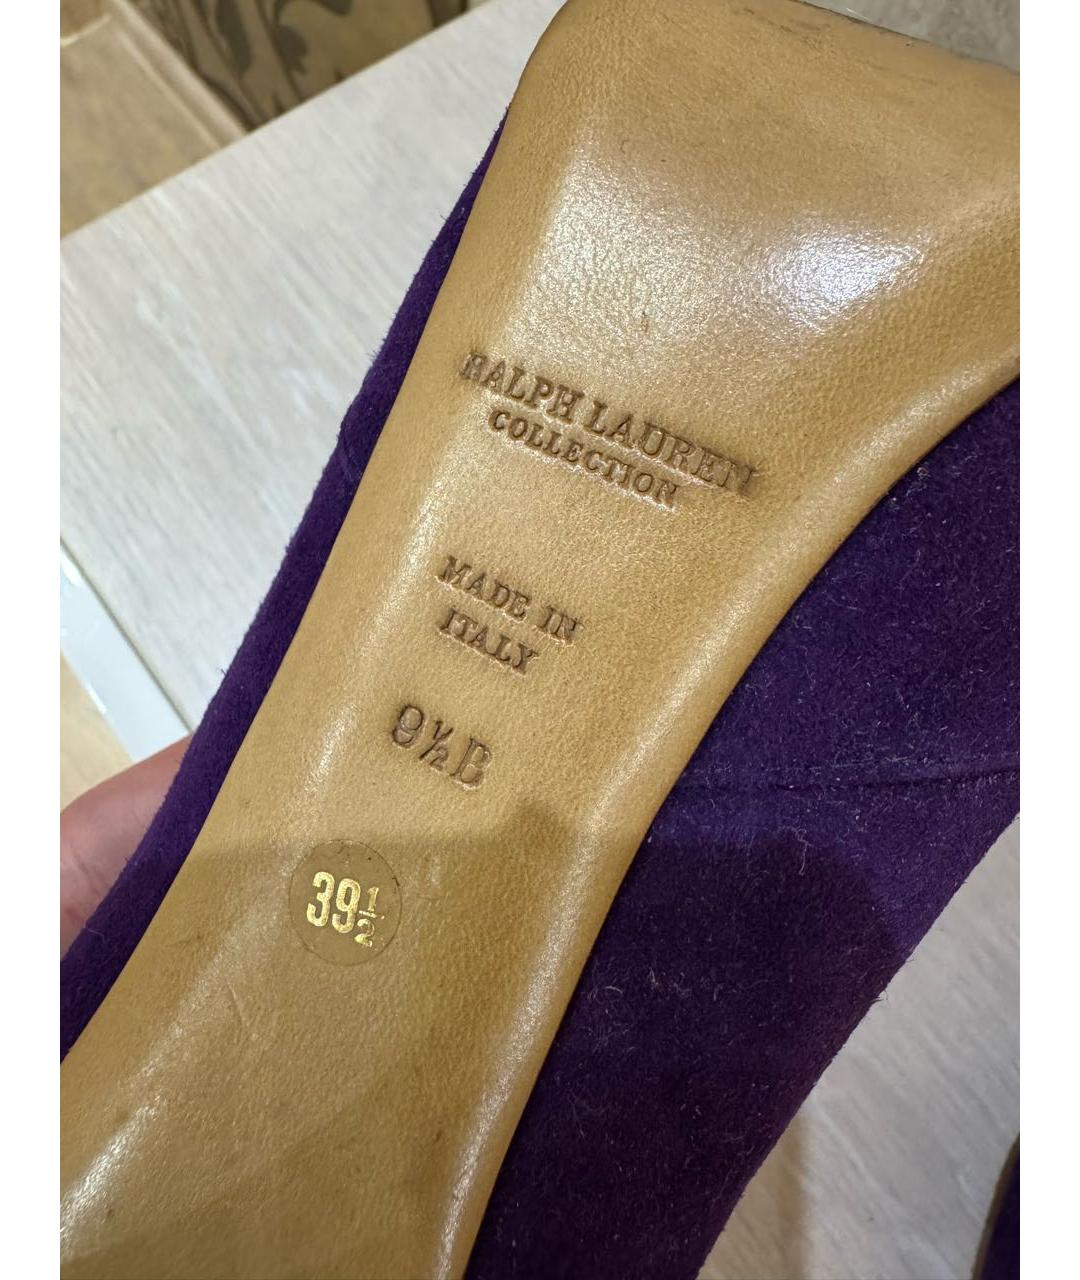 RALPH LAUREN
COLLECTION
MADE IN
ITALY
9½B
39½